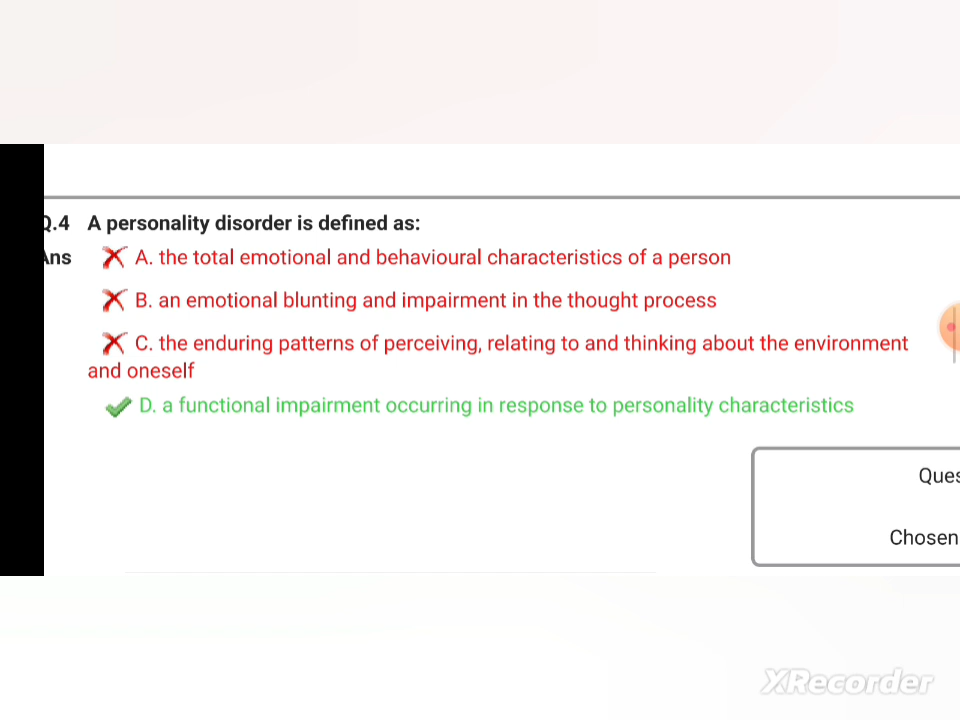 Q.4 A personality disorder is defined as:
Ans A. the total emotional and behavioural characteristics of a person
B. an emotional blunting and impairment in the thought process
C. the enduring patterns of perceiving, relating to and thinking about the environment
and oneself
D. a functional impairment occurring in response to personality characteristics
Ques
Chosen
XRecorder